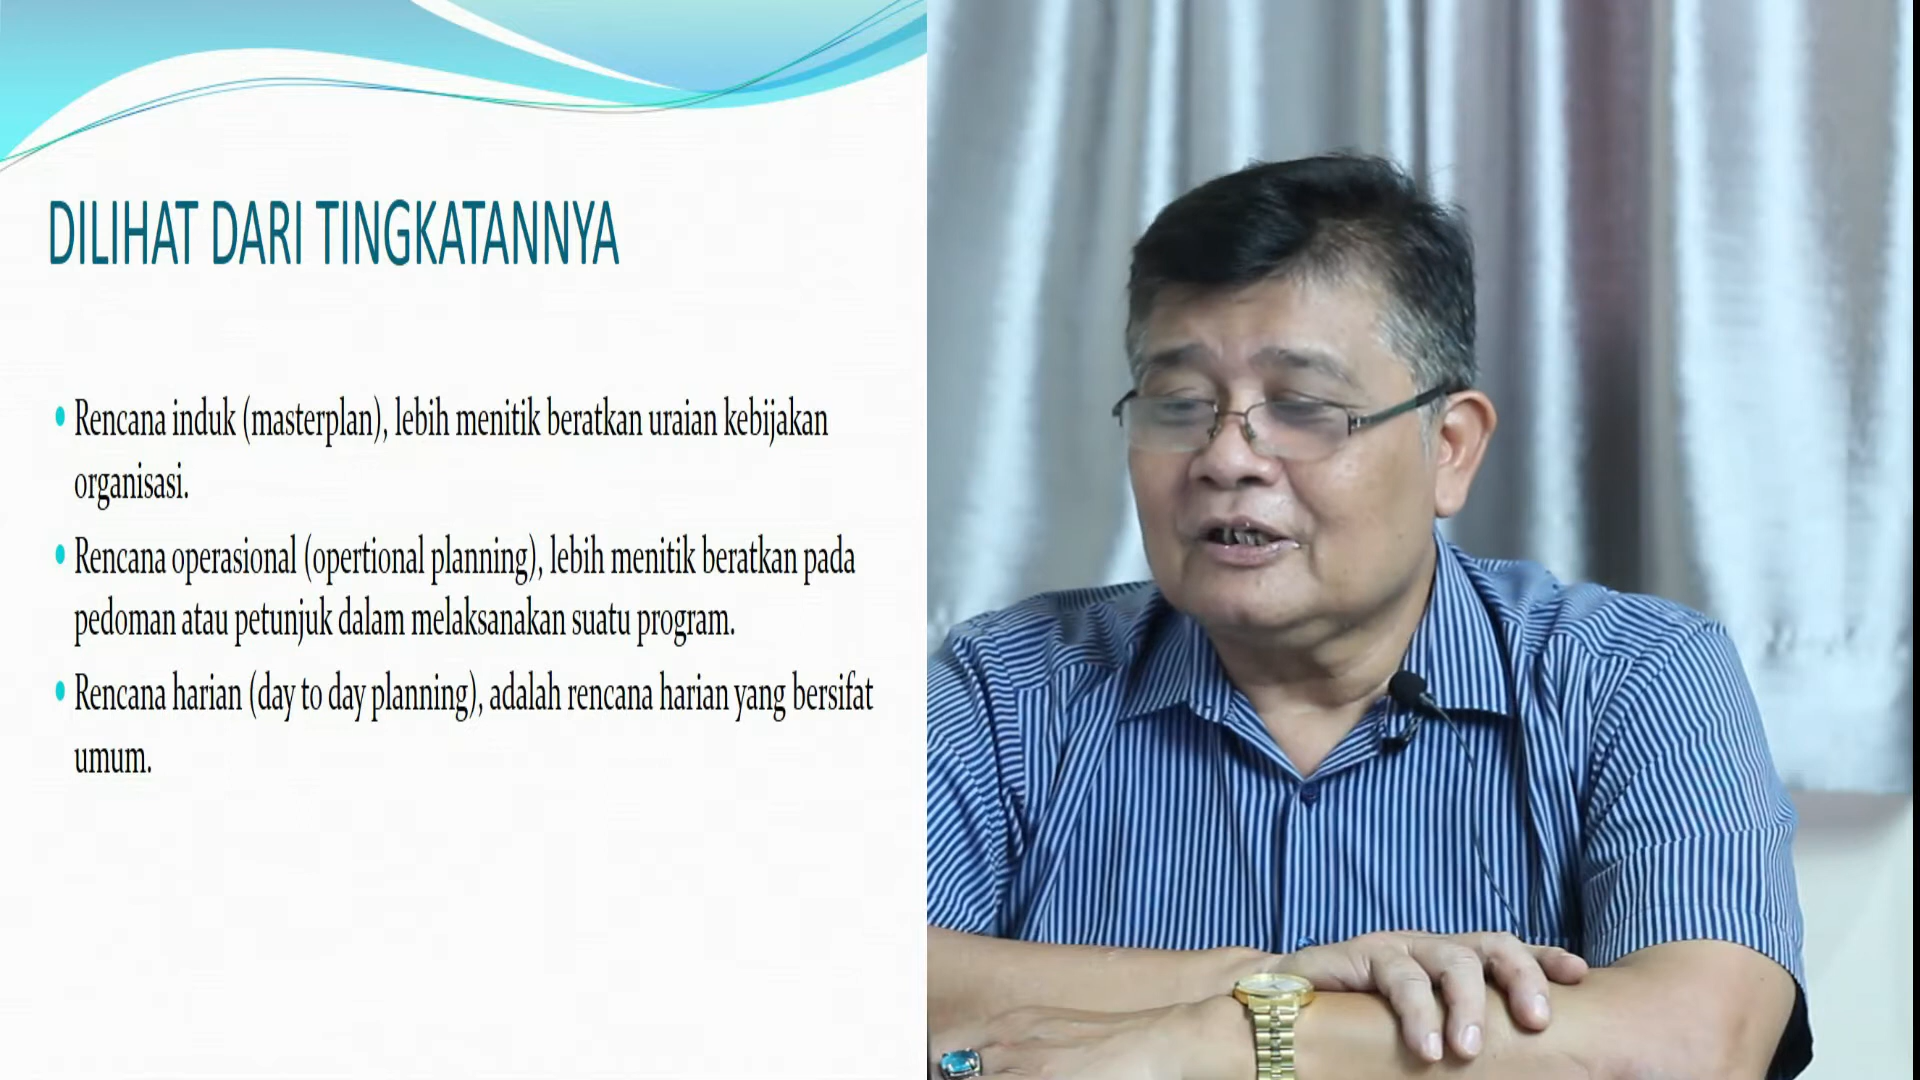 DILIHAT DARI TINGKATANNYA
• Rencana induk (masterplan), lebih menitik beratkan uraian kebijakan
organisasi.
• Rencana operasional (opertional planning), lebih menitik beratkan pada
pedoman atau petunjuk dalam melaksanakan suatu program.
• Rencana harian (day to day planning), adalah rencana harian yang bersifat
umum.